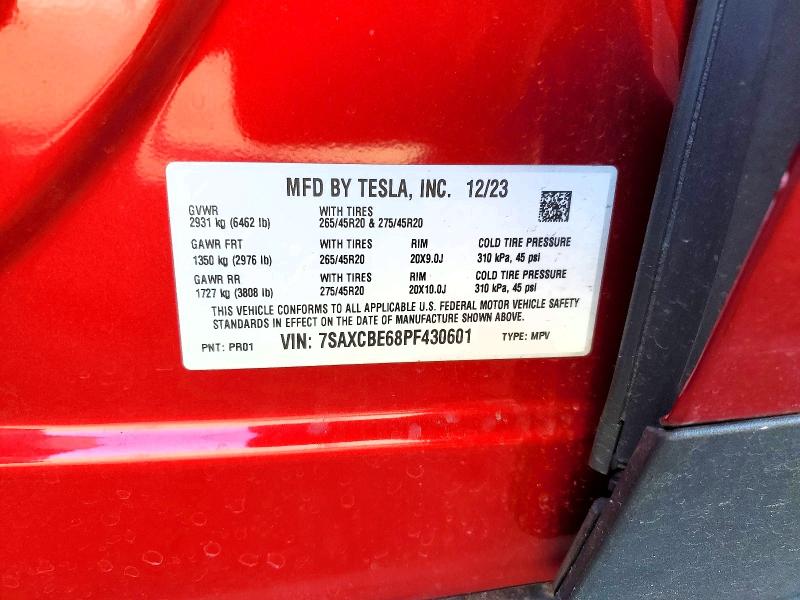 MFD BY TESLA, INC. 12/23
GVWR WITH TIRES
2931 kg (6462 lb) 265/45R20 & 275/45R20
GAWR FRT WITH TIRES RIM COLD TIRE PRESSURE
1350 kg (2976 lb) 265/45R20 20X9.0J 310 kPa, 45 psi
GAWR RR WITH TIRES RIM COLD TIRE PRESSURE
1727 kg (3808 lb) 275/45R20 20X10.0J 310 kPa, 45 psi
THIS VEHICLE CONFORMS TO ALL APPLICABLE U.S. FEDERAL MOTOR VEHICLE SAFETY
STANDARDS IN EFFECT ON THE DATE OF MANUFACTURE SHOWN ABOVE.
PNT: PR01 VIN: 7SAXCBE68PF430601 TYPE: MPV